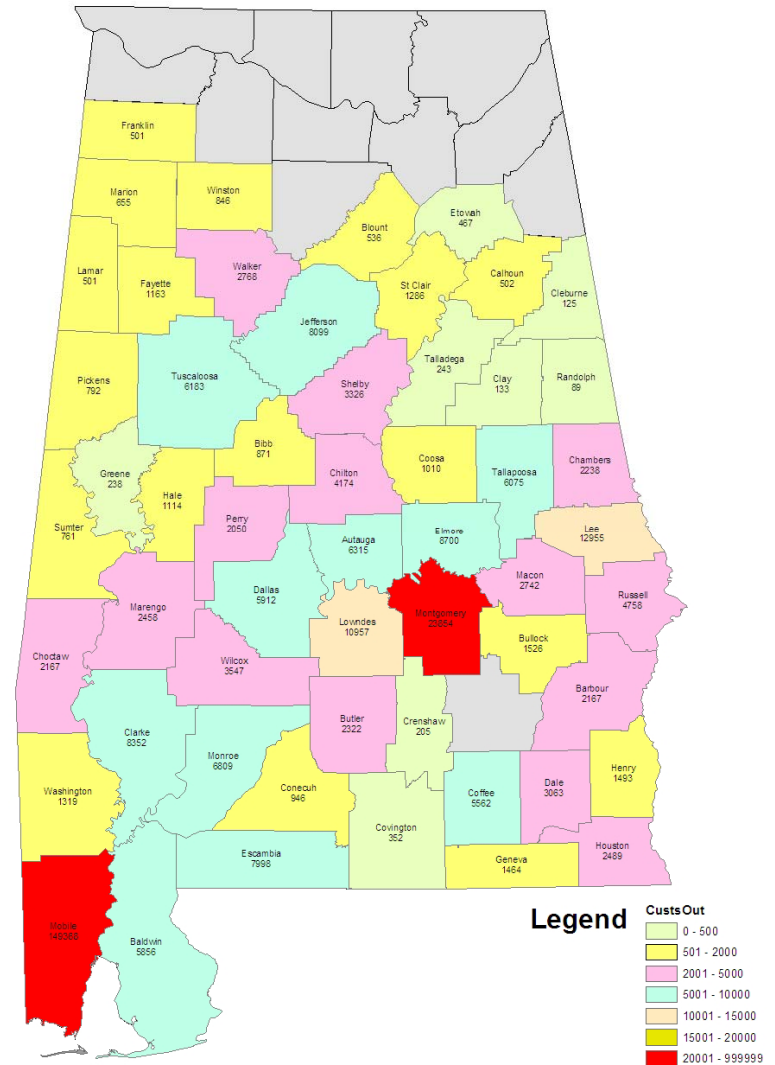 Franklin
501
Marion
655
Winston
846
Blount
536
Etowah
467
Lamar
501
Fayette
1163
Walker
2768
St Clair
1286
Calhoun
502
Cleburne
125
Jefferson
8099
Pickens
792
Tuscaloosa
6183
Shelby
3326
Talladega
243
Clay
133
Randolph
89
Greene
238
Hale
1114
Bibb
871
Chilton
4174
Coosa
1010
Tallapoosa
6075
Chambers
2238
Sumter
761
Perry
2050
Autauga
6315
Elmore
8700
Lee
12955
Marengo
2458
Dallas
5912
Lowndes
10957
Montgomery
23854
Macon
2742
Russell
4758
Choctaw
2167
Wilcox
3547
Bullock
1526
Barbour
2167
Clarke
8352
Monroe
6809
Butler
2322
Crenshaw
205
Washington
1319
Conecuh
946
Covington
352
Coffee
5562
Dale
3063
Henry
1493
Escambia
7998
Geneva
1464
Houston
2489
Mobile
149368
Baldwin
5856
Legend
CustsOut
0 - 500
501 - 2000
2001 - 5000
5001 - 10000
10001 - 15000
15001 - 20000
20001 - 999999